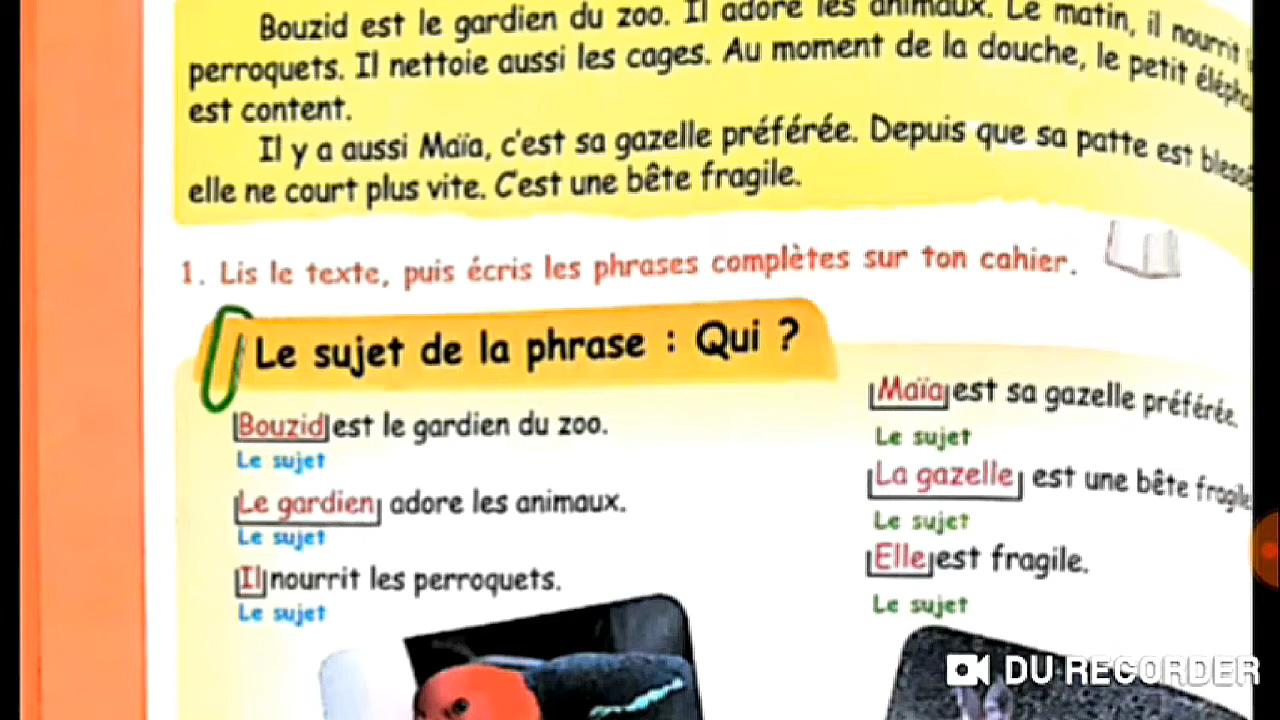 Bouzid est le gardien du zoo. Il adore les animaux. Le matin, il nourrit
perroquets. Il nettoie aussi les cages. Au moment de la douche, le petit
est content.
Il y a aussi Maïa, c'est sa gazelle préférée. Depuis que sa patte est
elle ne court plus vite. C'est une bête fragile.
1. Lis le texte, puis écris les phrases complètes sur ton cahier.
Le sujet de la phrase : Qui ?
Bouzid est le gardien du zoo.
Le sujet
Le gardien adore les animaux.
Le sujet
Il nourrit les perroquets.
Le sujet
Maïa est sa gazelle préférée.
Le sujet
La gazelle est une bête fragile
Le sujet
Elle est fragile.
Le sujet
DU RECORDER